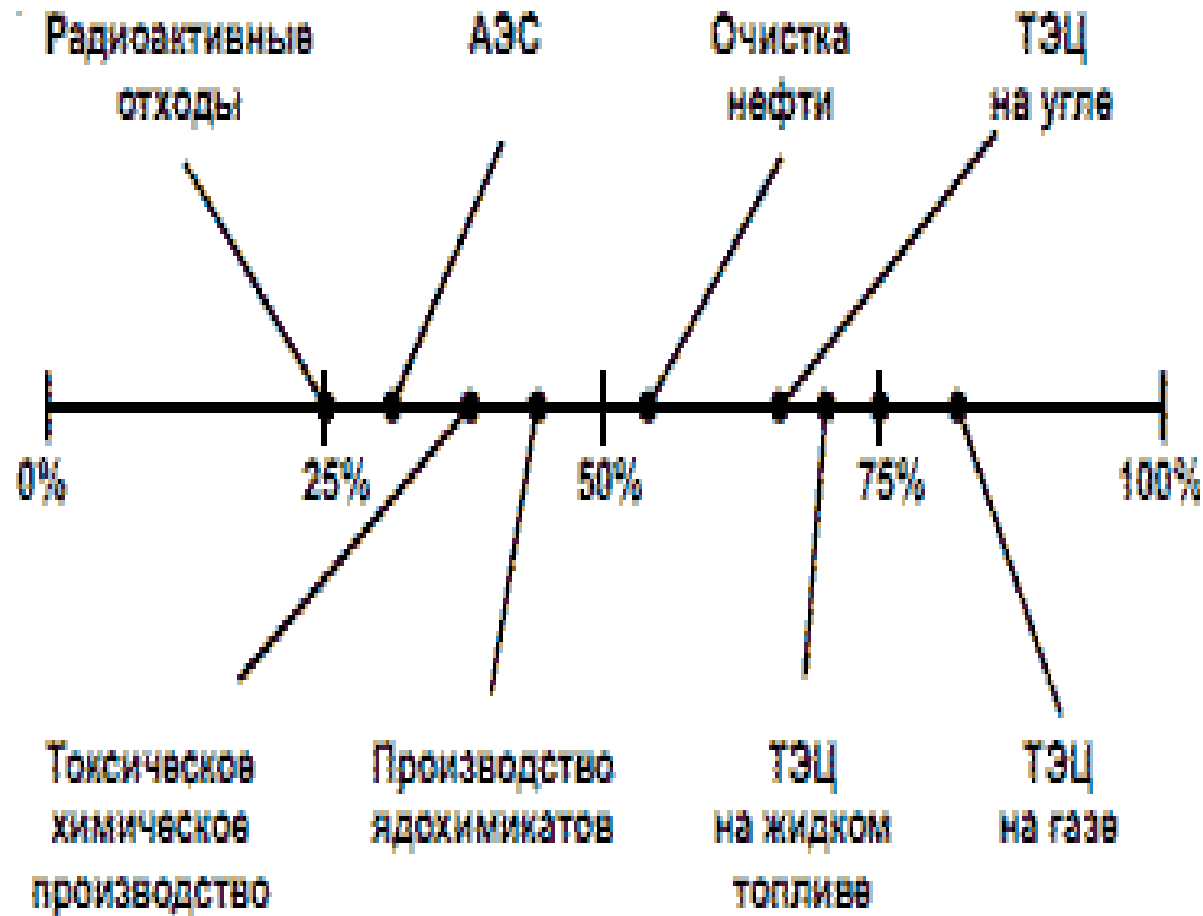 Радиоактивные
отходы
АЭС
Очистка
нефти
ТЭЦ
на угле
0%
25%
50%
75%
100%
Токсическое
химическое
производство
Производство
ядохимикатов
ТЭЦ
на жидком
топливе
ТЭЦ
на газе